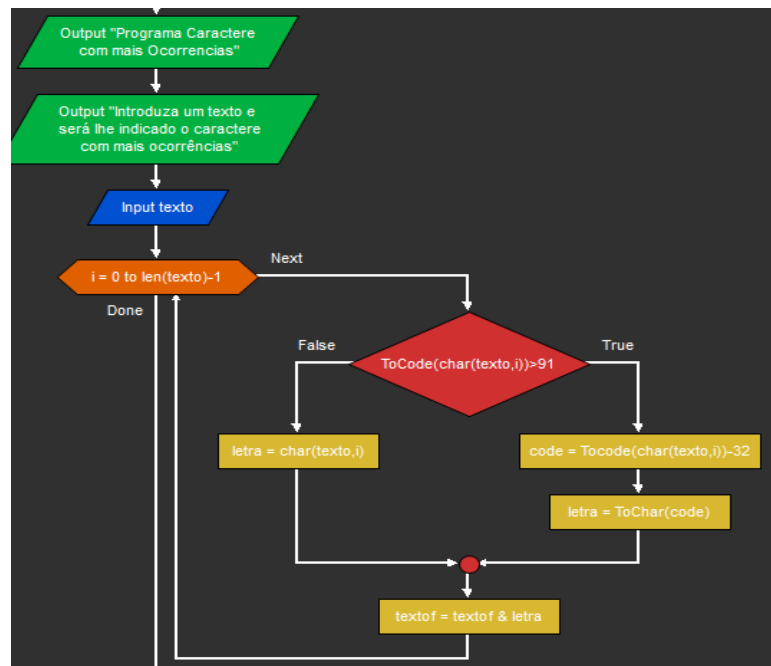 Output "Programa Caractere
com mais Ocorrencias"
Output "Introduza um texto e
será lhe indicado o caractere
com mais ocorrências"
Input texto
i = 0 to len(texto)-1
Next
Done
False
ToCode(char(texto,i))>91
True
letra = char(texto,i)
code = Tocode(char(texto,i))-32
letra = ToChar(code)
textof = textof & letra